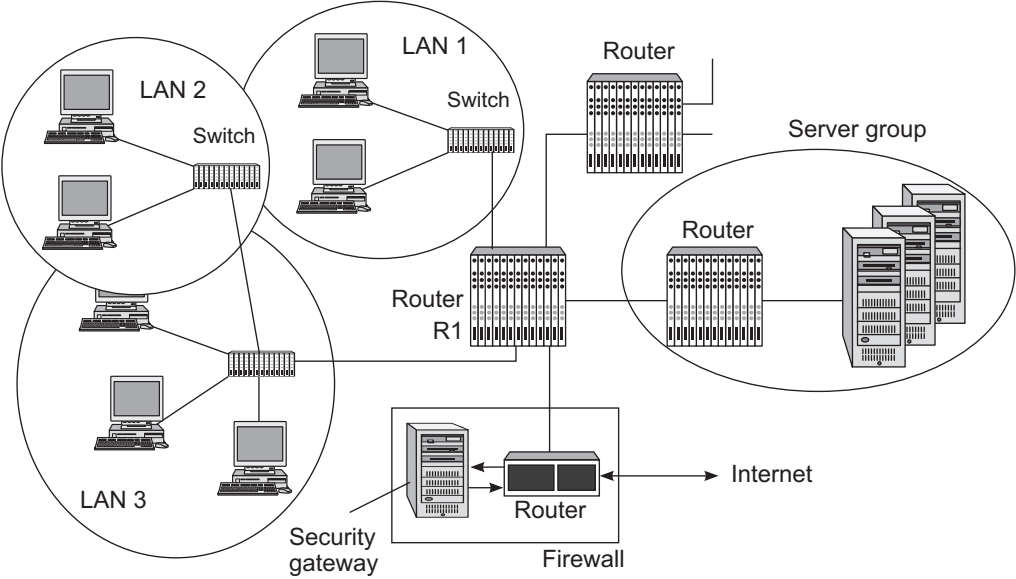 LAN 1
Router
LAN 2
Switch
Switch
Server group
Router
Router
R1
LAN 3
Internet
Router
Security
gateway
Firewall